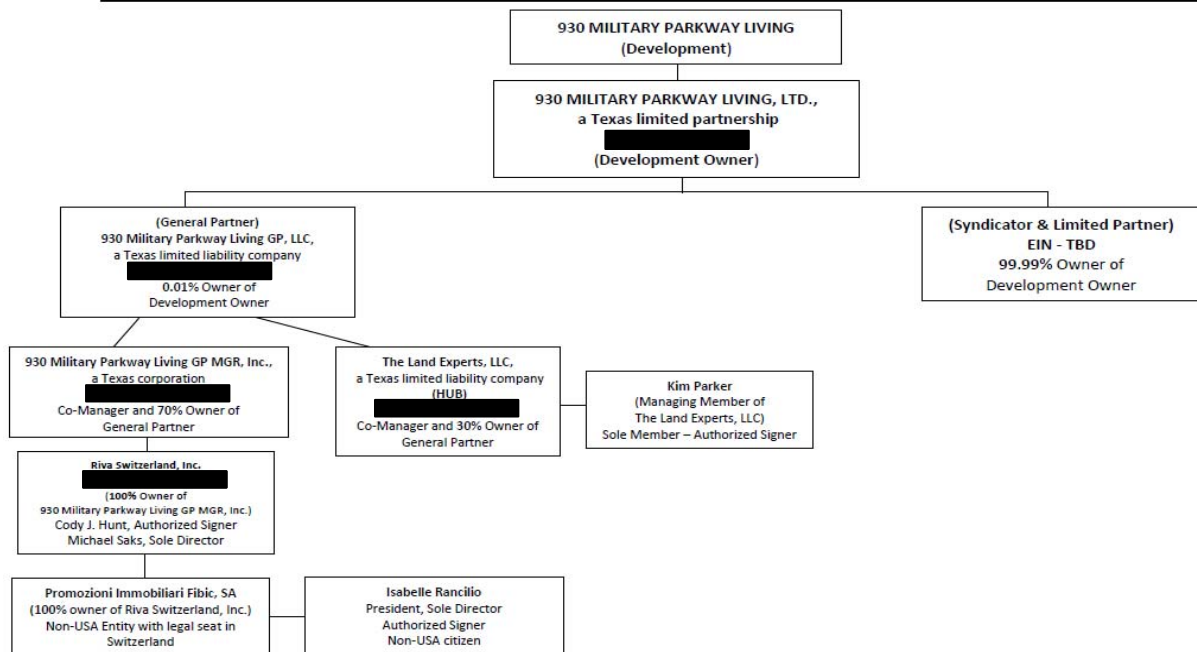 930 MILITARY PARKWAY LIVING
(Development)
930 MILITARY PARKWAY LIVING, LTD.,
a Texas limited partnership
(Development Owner)
(General Partner)
930 Military Parkway Living GP, LLC,
a Texas limited liability company
0.01% Owner of
Development Owner
(Syndicator & Limited Partner)
EIN - TBD
99.99% Owner of
Development Owner
930 Military Parkway Living GP MGR, Inc.,
a Texas corporation
Co-Manager and 70% Owner of
General Partner
The Land Experts, LLC,
a Texas limited liability company
(HUB)
Co-Manager and 30% Owner of
General Partner
Kim Parker
(Managing Member of
The Land Experts, LLC)
Sole Member – Authorized Signer
Riva Switzerland, Inc.
(100% Owner of
930 Military Parkway Living GP MGR, Inc.)
Cody J. Hunt, Authorized Signer
Michael Saks, Sole Director
Promozioni Immobiliari Fibic, SA
(100% owner of Riva Switzerland, Inc.)
Non-USA Entity with legal seat in
Switzerland
Isabelle Rancilio
President, Sole Director
Authorized Signer
Non-USA citizen